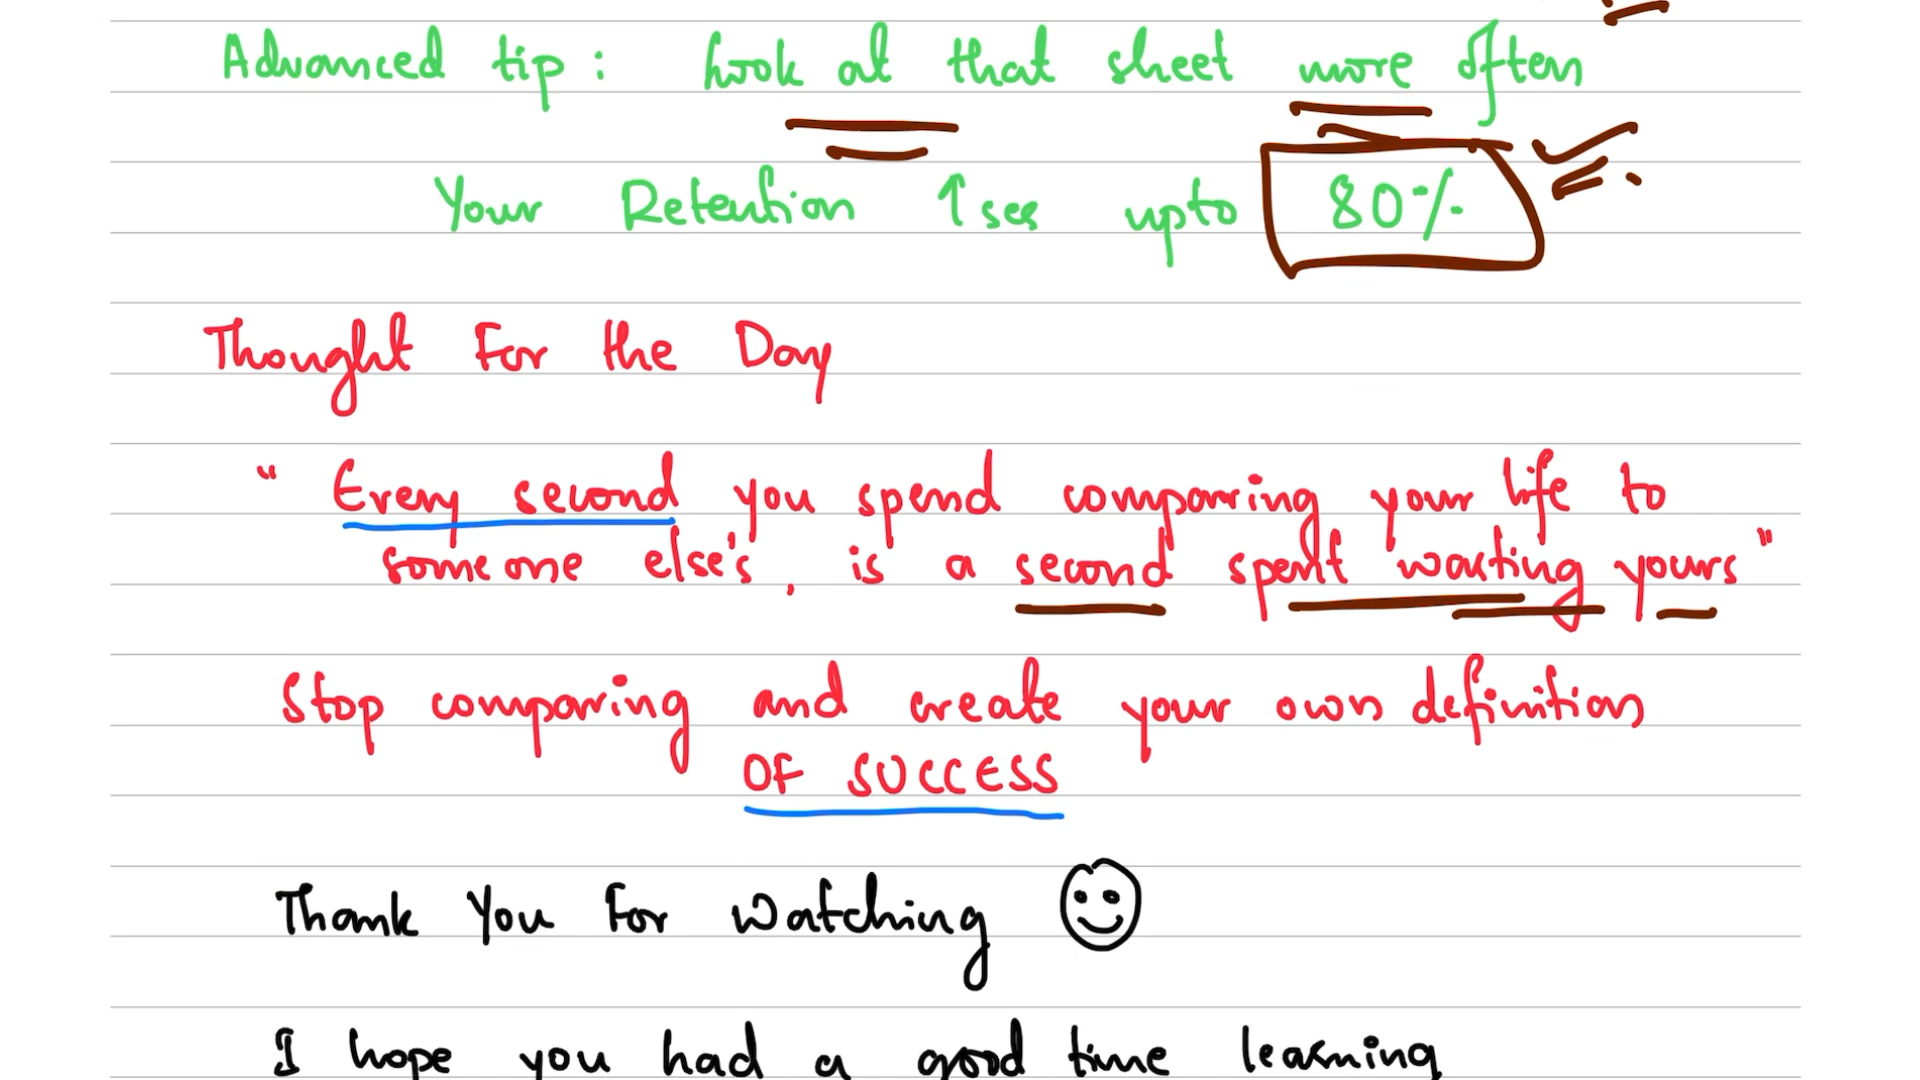 Advanced tip : Look at that sheet more often
Your Retention ↑ses upto 80%
Thought For the Day
" Every second you spend comparing your life to
someone else's, is a second spent wasting yours "
Stop comparing and create your own definition
OF SUCCESS
Thank You For Watching
I hope you had a good time learning